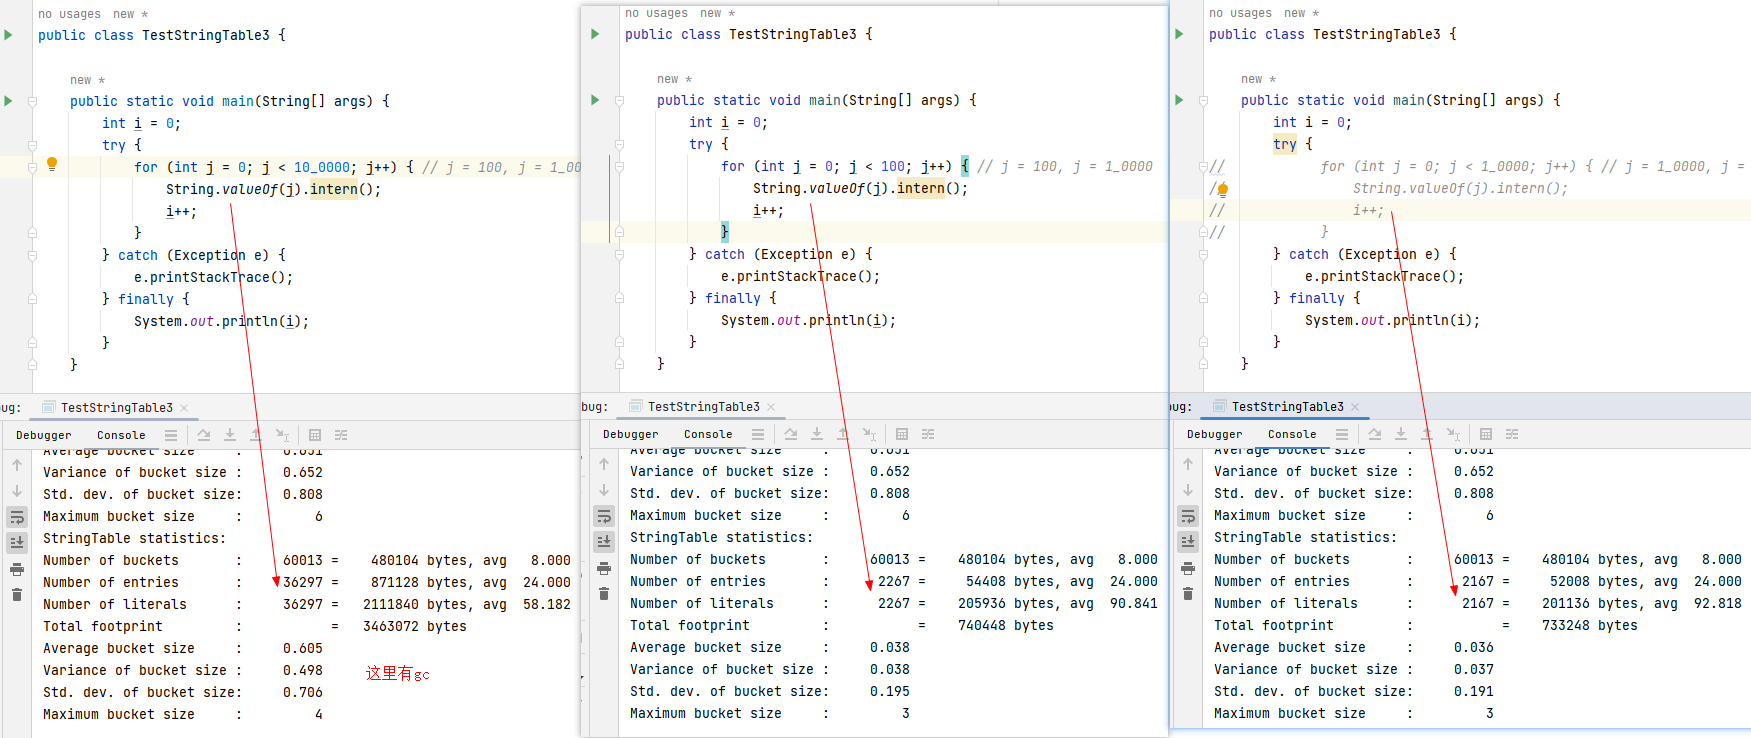 no usages   new *
public class TestStringTable3 {
new *
public static void main(String[] args) {
int i = 0;
try {
for (int j = 0; j < 10_0000; j++) { // j = 100, j = 1_00
String.valueOf(j).intern();
i++;
}
} catch (Exception e) {
e.printStackTrace();
} finally {
System.out.println(i);
}
}
ug:   TestStringTable3
Debugger   Console
Average bucket size     :     0.651
Variance of bucket size :     0.652
Std. dev. of bucket size:     0.808
Maximum bucket size     :         6
StringTable statistics:
Number of buckets       :     60013 =    480104 bytes, avg   8.000
Number of entries       :     36297 =    871128 bytes, avg  24.000
Number of literals      :     36297 =   2111840 bytes, avg  58.182
Total footprint         :           =   3463072 bytes
Average bucket size     :     0.605
Variance of bucket size :     0.498
Std. dev. of bucket size:     0.706
Maximum bucket size     :         4
这里有gc
no usages   new *
public class TestStringTable3 {
new *
public static void main(String[] args) {
int i = 0;
try {
for (int j = 0; j < 100; j++) { // j = 100, j = 1_0000
String.valueOf(j).intern();
i++;
}
} catch (Exception e) {
e.printStackTrace();
} finally {
System.out.println(i);
}
}
bug:   TestStringTable3
Debugger   Console
Average bucket size     :     0.651
Variance of bucket size :     0.652
Std. dev. of bucket size:     0.808
Maximum bucket size     :         6
StringTable statistics:
Number of buckets       :     60013 =    480104 bytes, avg   8.000
Number of entries       :      2267 =     54408 bytes, avg  24.000
Number of literals      :      2267 =    205936 bytes, avg  90.841
Total footprint         :           =    740448 bytes
Average bucket size     :     0.038
Variance of bucket size :     0.038
Std. dev. of bucket size:     0.195
Maximum bucket size     :         3
no usages   new *
public class TestStringTable3 {
new *
public static void main(String[] args) {
int i = 0;
try {
//            for (int j = 0; j < 1_0000; j++) { // j = 1_0000, j =
//                String.valueOf(j).intern();
//                i++;
//            }
} catch (Exception e) {
e.printStackTrace();
} finally {
System.out.println(i);
}
}
ug:   TestStringTable3
Debugger   Console
Average bucket size     :     0.651
Variance of bucket size :     0.652
Std. dev. of bucket size:     0.808
Maximum bucket size     :         6
StringTable statistics:
Number of buckets       :     60013 =    480104 bytes, avg   8.000
Number of entries       :      2167 =     52008 bytes, avg  24.000
Number of literals      :      2167 =    201136 bytes, avg  92.818
Total footprint         :           =    733248 bytes
Average bucket size     :     0.036
Variance of bucket size :     0.037
Std. dev. of bucket size:     0.191
Maximum bucket size     :         3